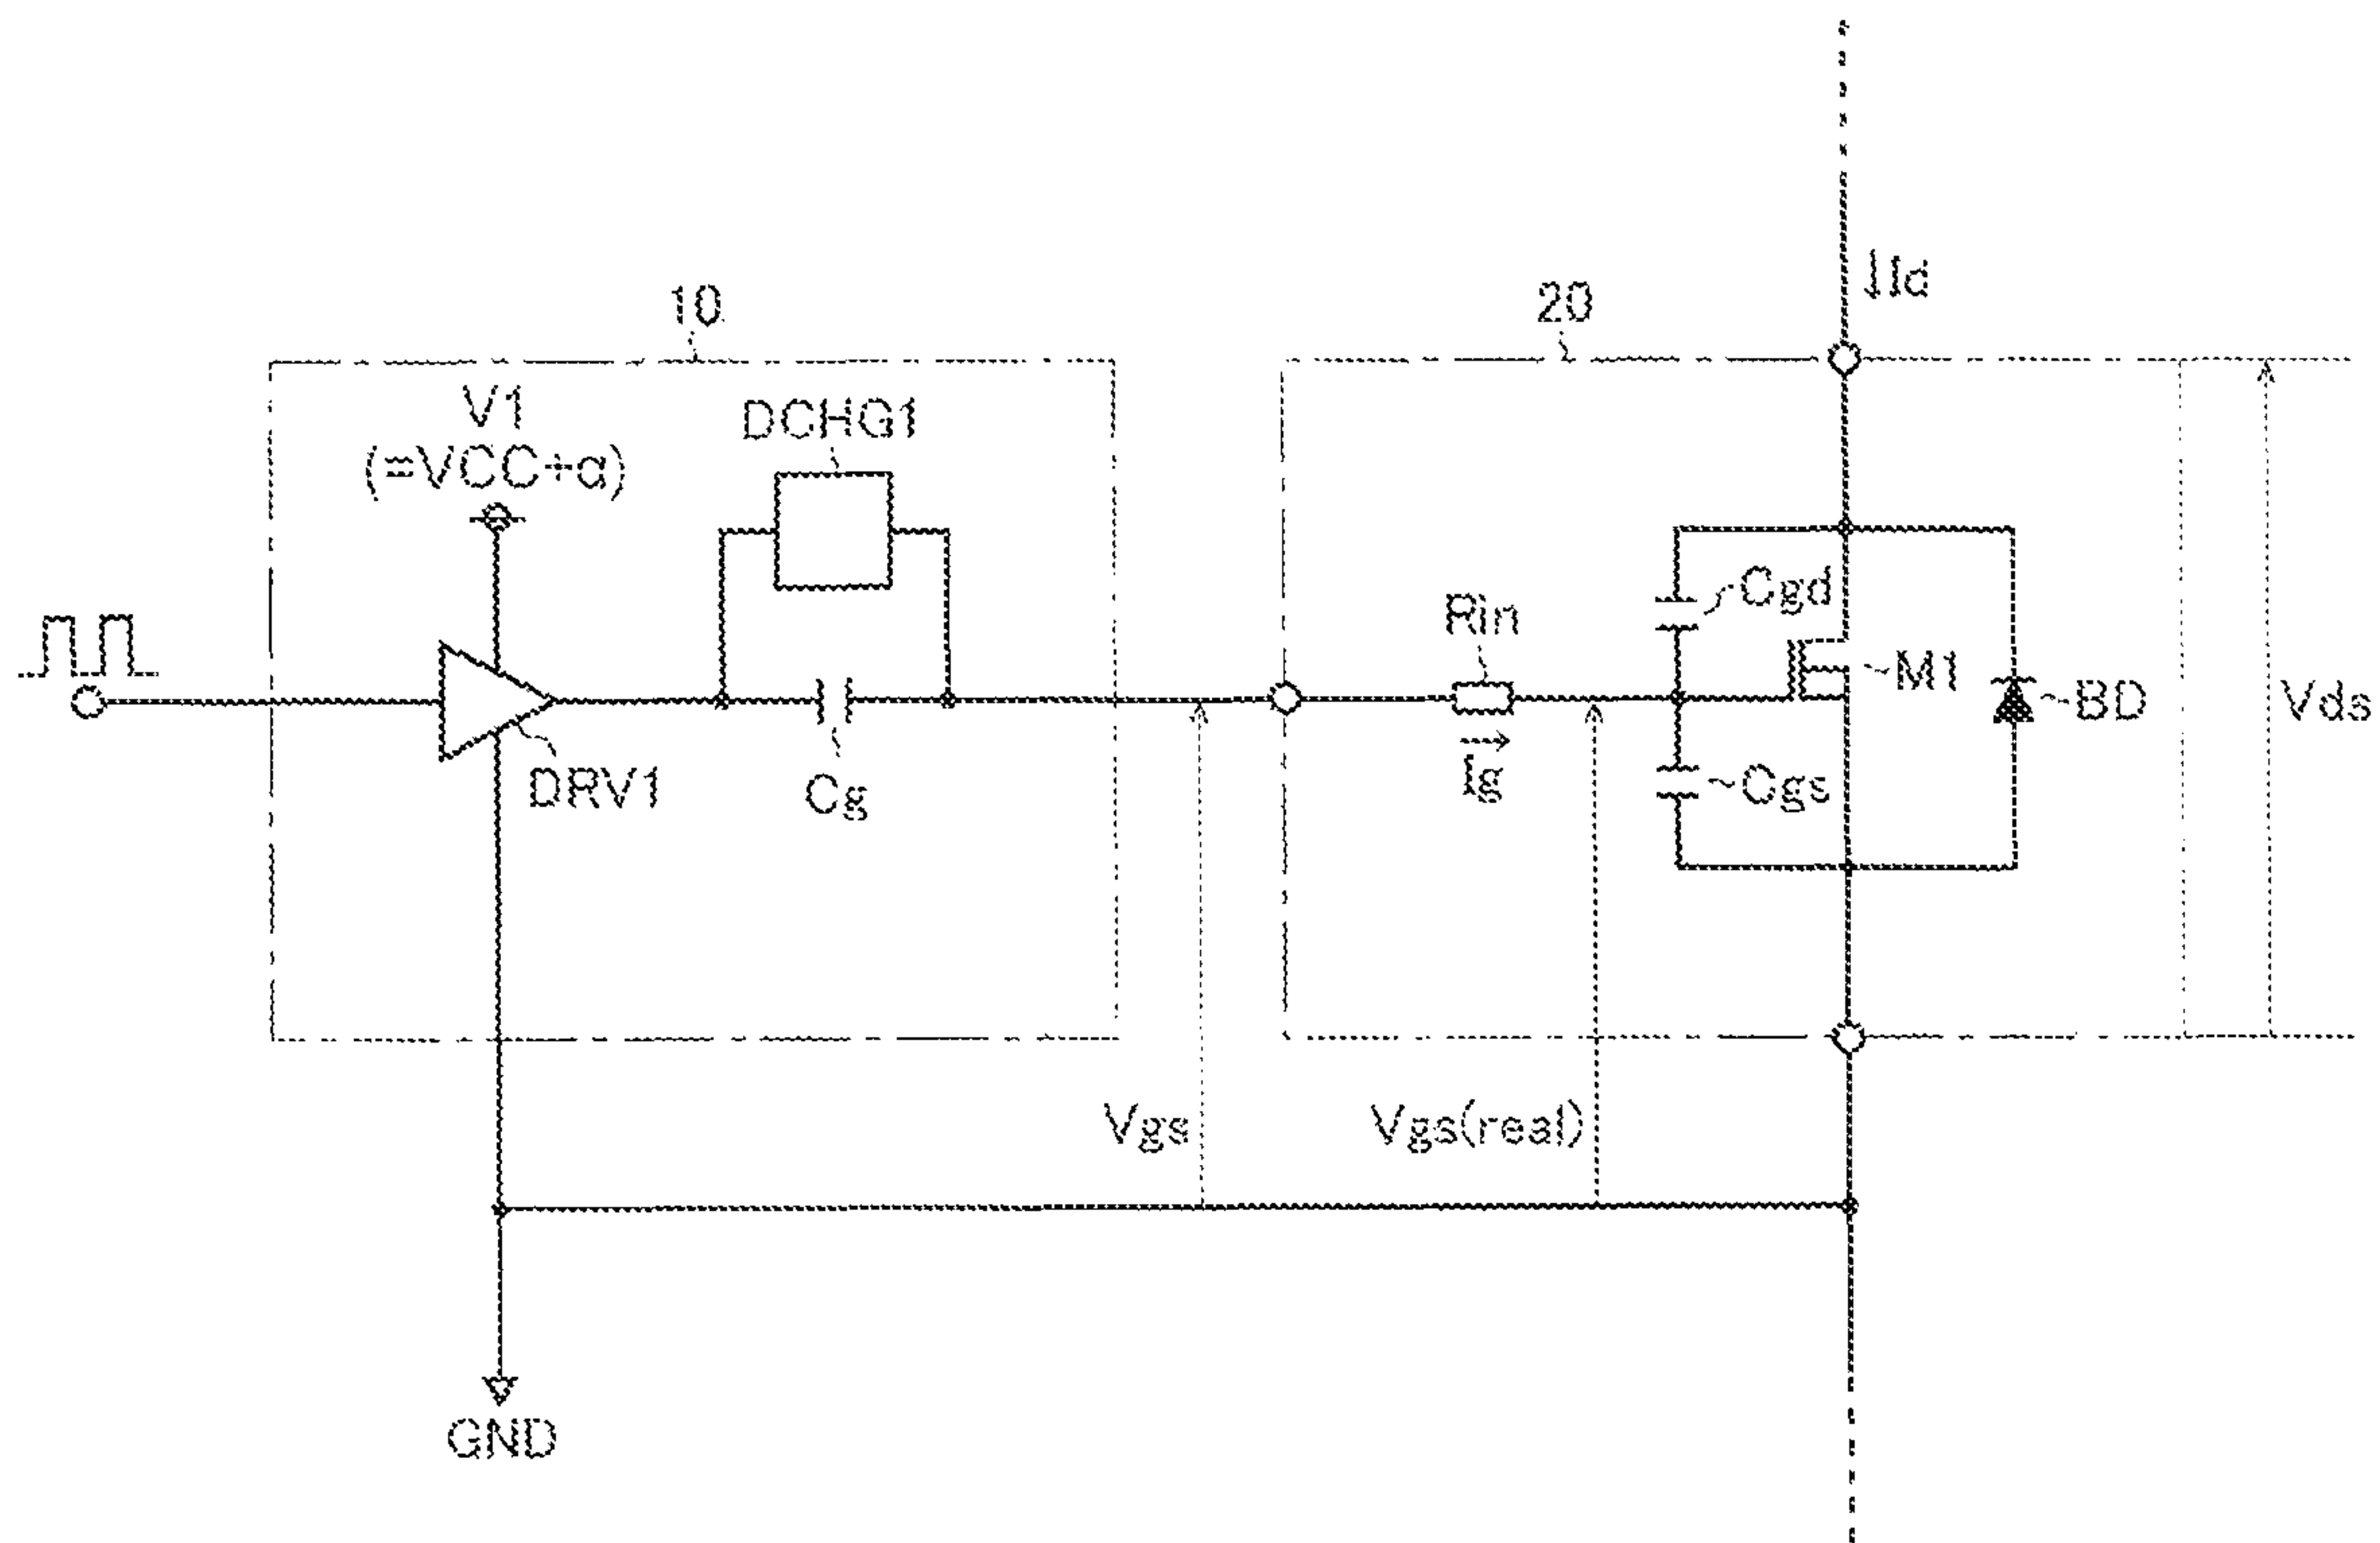 ↓Id
10
20
V1
(=VCC+α)
DCHG1
Cgd
Rin
M1
BD
Vds
DRV1
Cg
Ig
Cgs
Vgs
Vgs(real)
GND